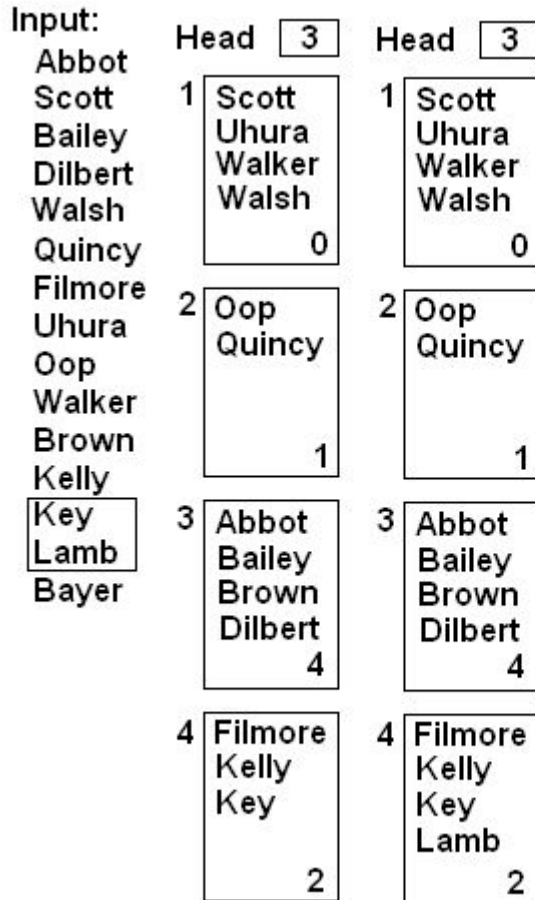 Input:
Abbot
Scott
Bailey
Dilbert
Walsh
Quincy
Filmore
Uhura
Oop
Walker
Brown
Kelly
Key
Lamb
Bayer
Head 3
1 Scott
Uhura
Walker
Walsh
0
2 Oop
Quincy
1
3 Abbot
Bailey
Brown
Dilbert
4
4 Filmore
Kelly
Key
2
Head 3
1 Scott
Uhura
Walker
Walsh
0
2 Oop
Quincy
1
3 Abbot
Bailey
Brown
Dilbert
4
4 Filmore
Kelly
Key
Lamb
2